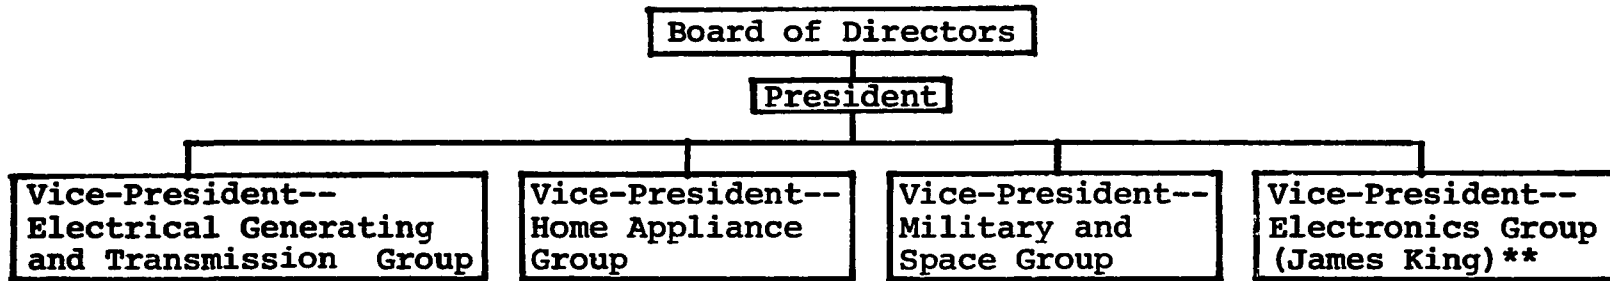 Board of Directors
President
Vice-President--
Electrical Generating
and Transmission Group
Vice-President--
Home Appliance
Group
Vice-President--
Military and
Space Group
Vice-President--
Electronics Group
(James King)**